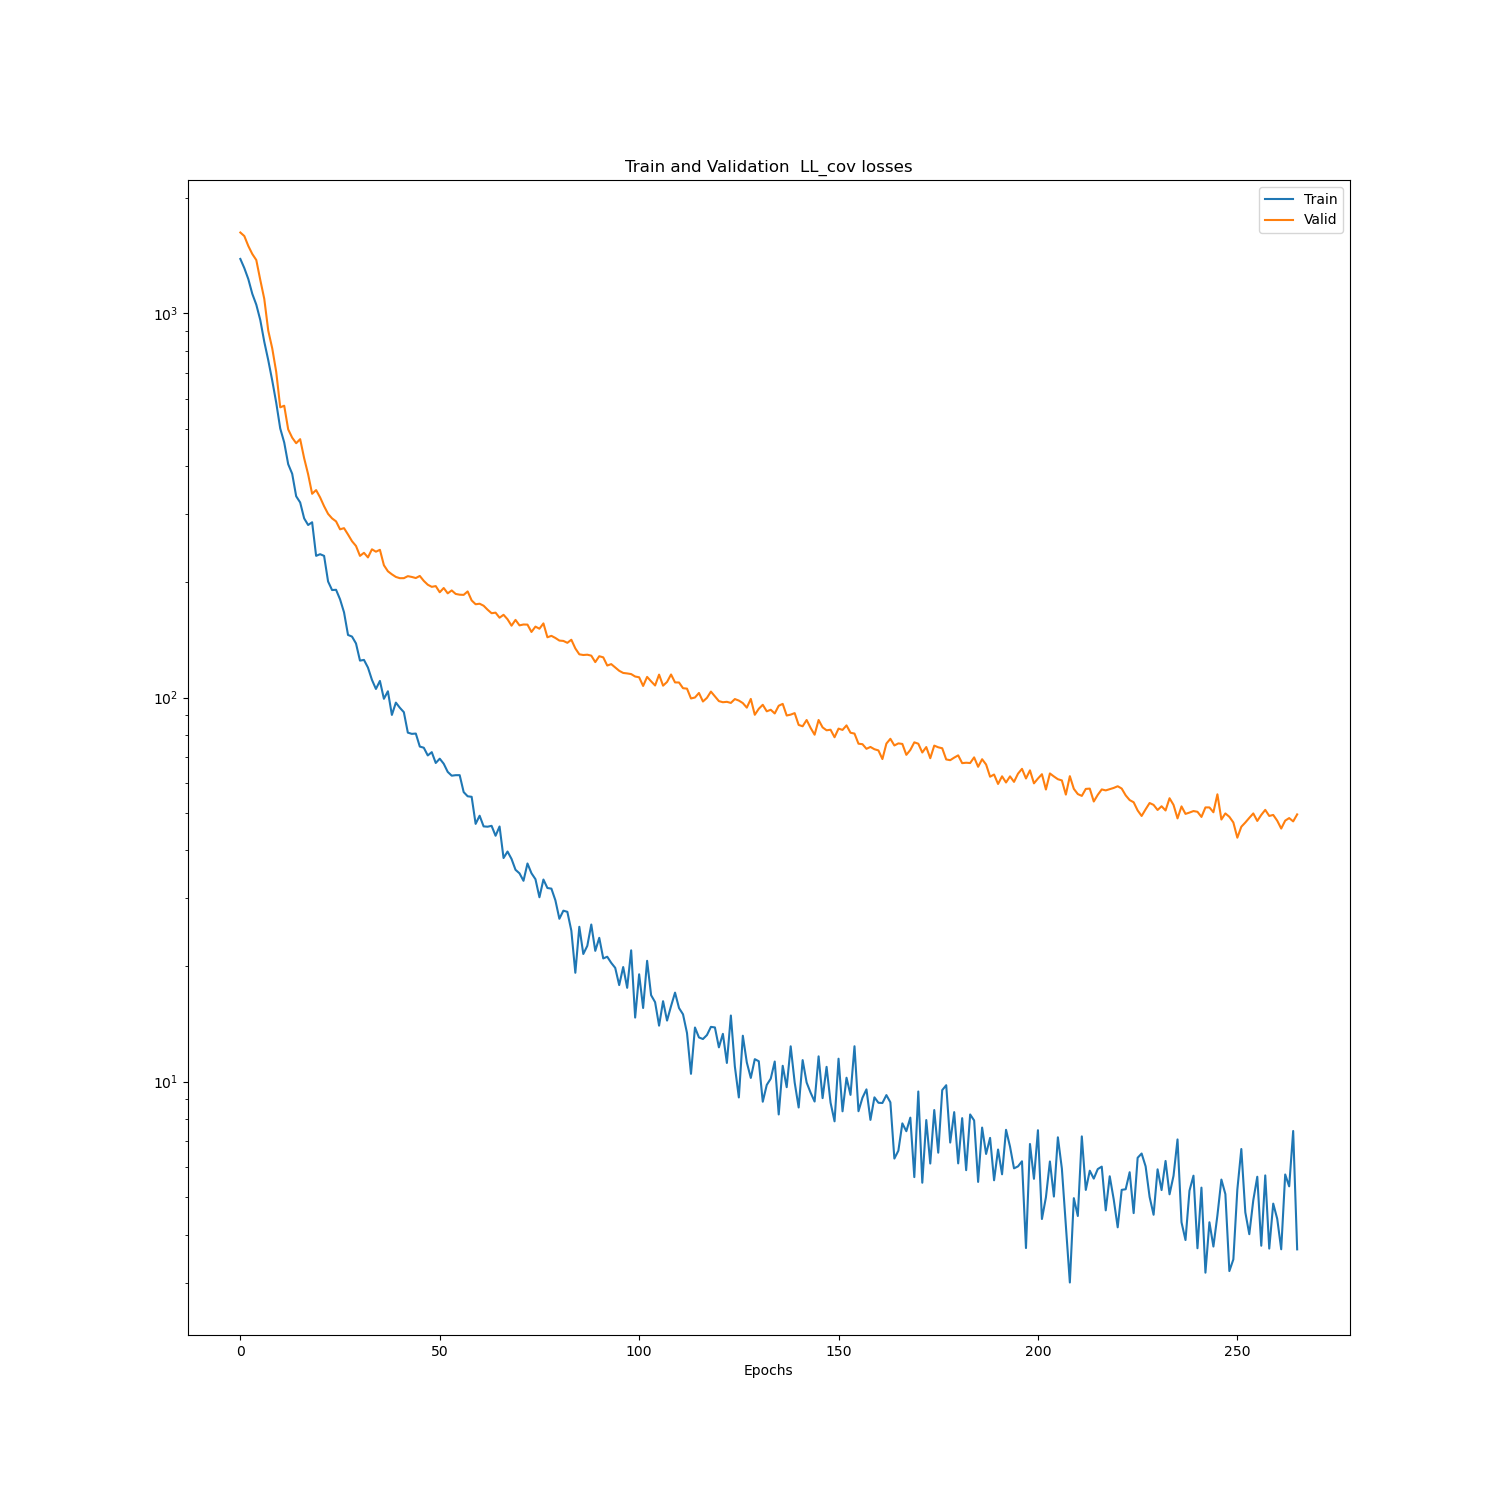 Train and Validation  LL_cov losses
Train
Valid
10³
10²
10¹
0 50 100 150 200 250
Epochs